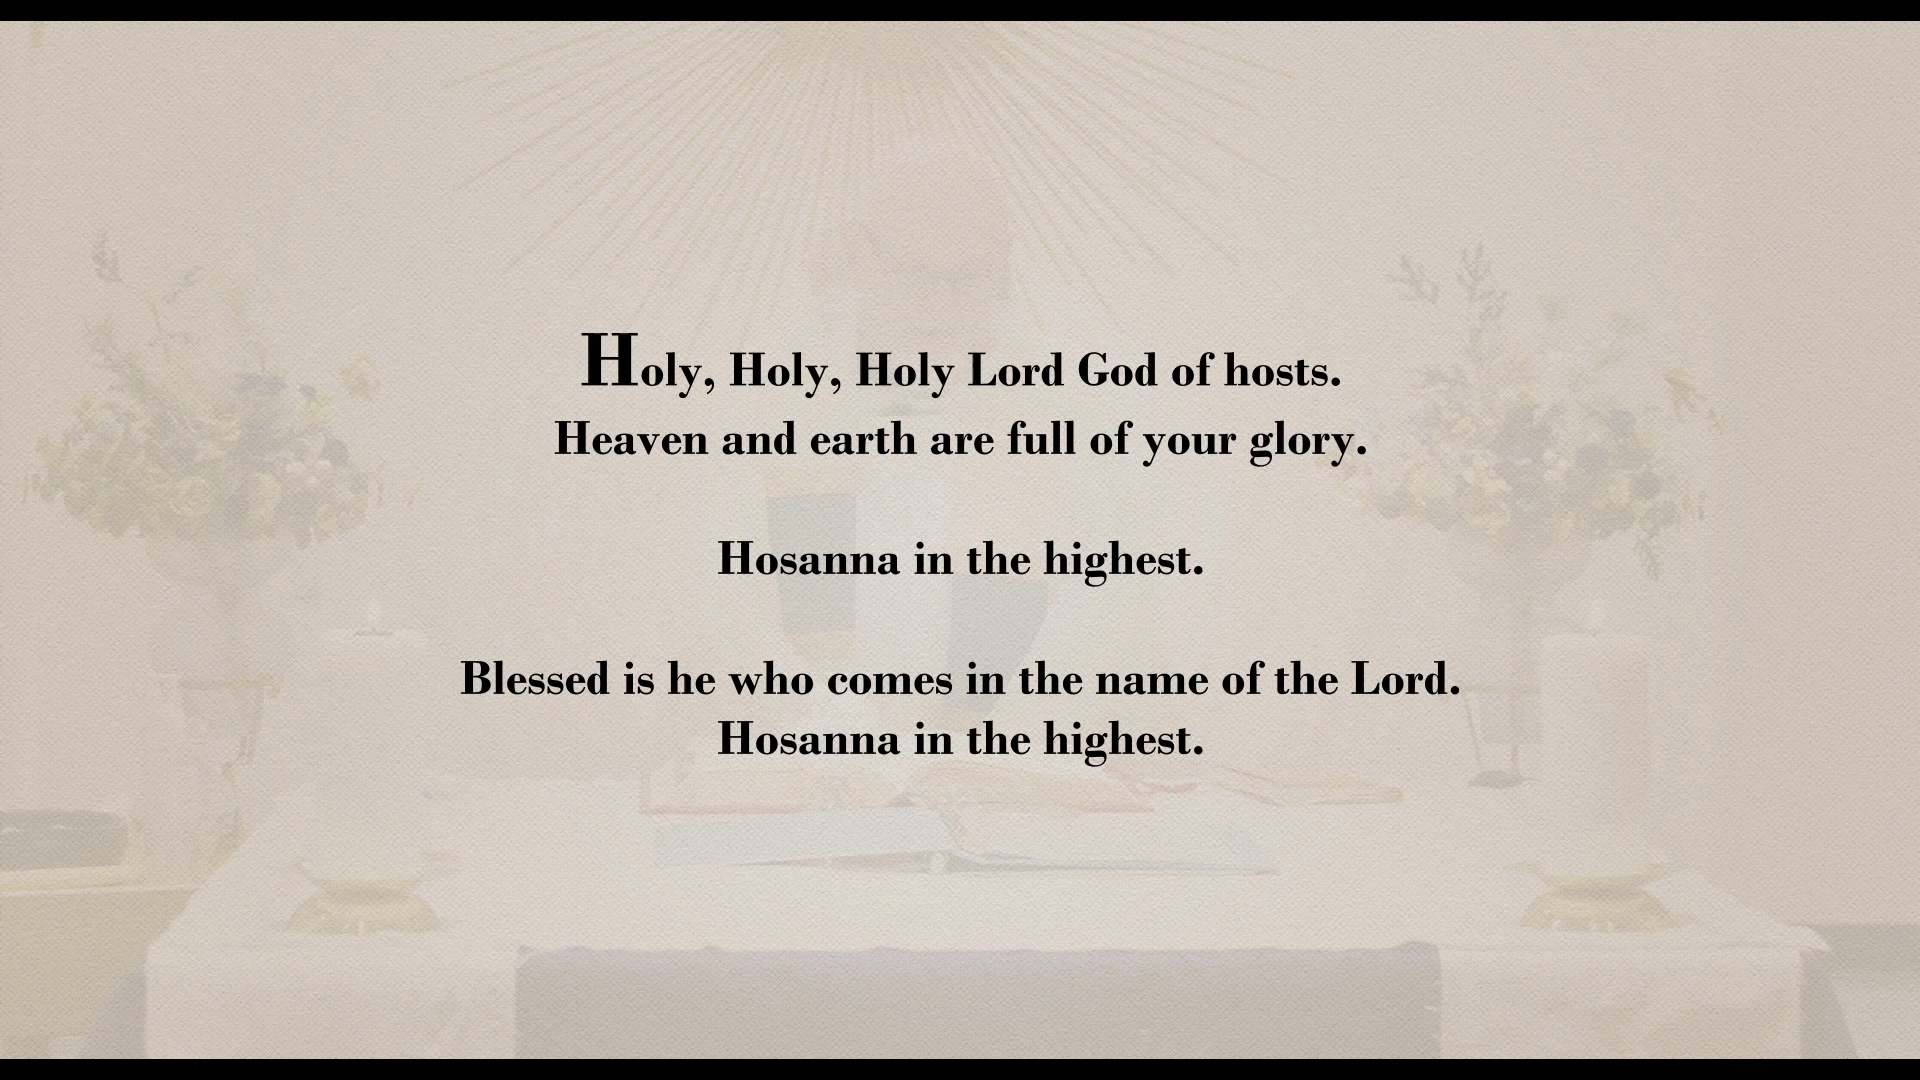 Holy, Holy, Holy Lord God of hosts.
Heaven and earth are full of your glory.
Hosanna in the highest.
Blessed is he who comes in the name of the Lord.
Hosanna in the highest.